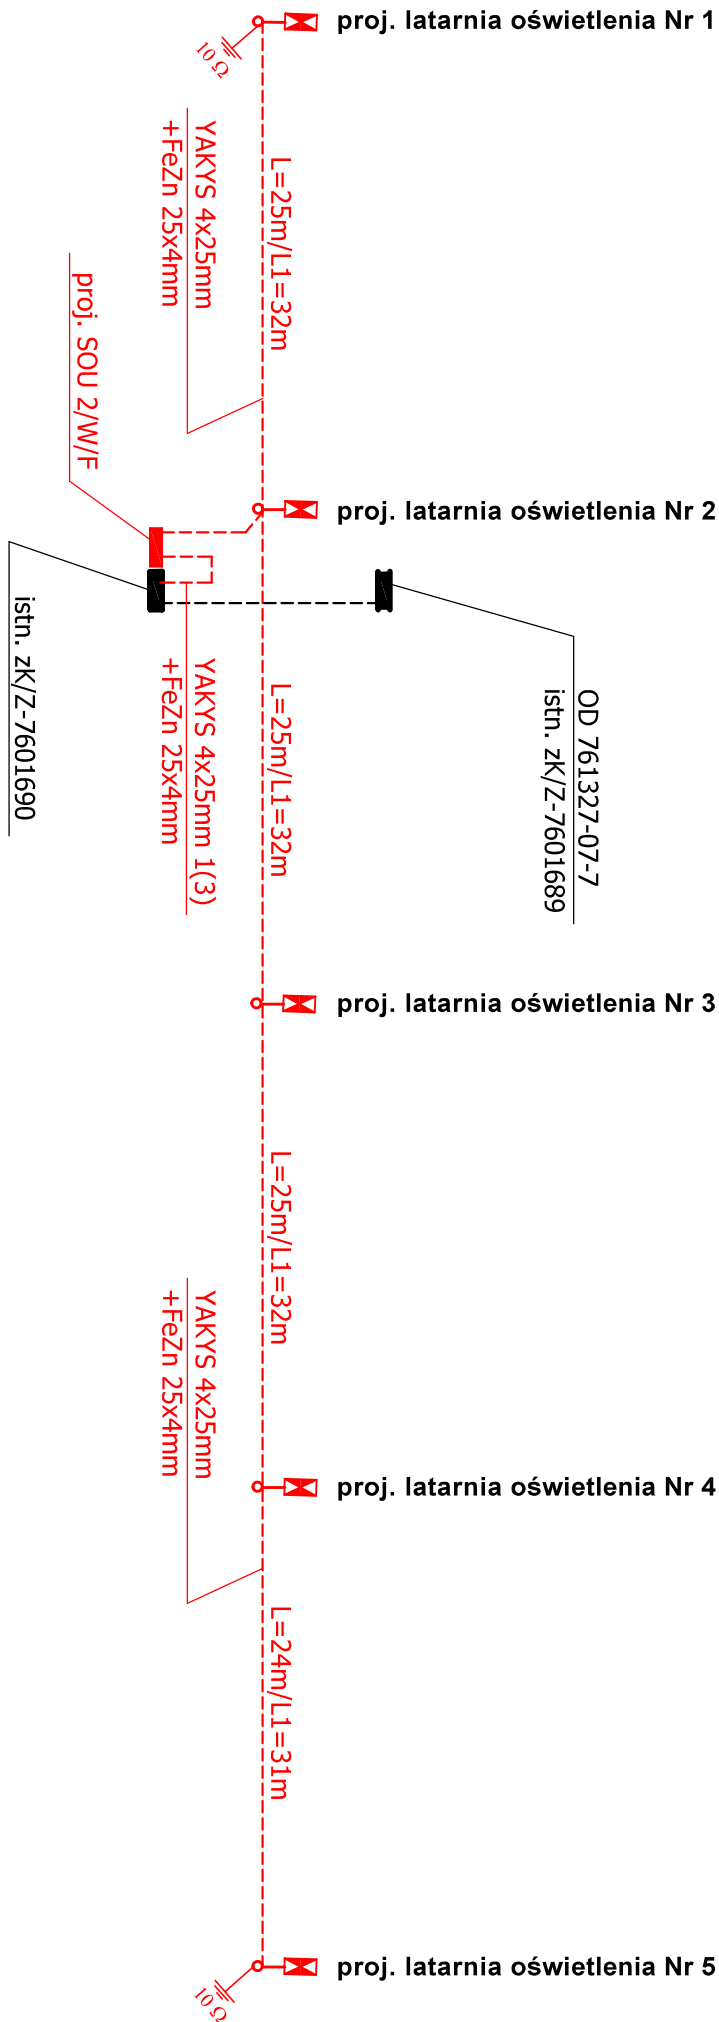 proj. latarnia oświetlenia Nr 1
10 Ω
L=25m/L1=32m
YAKYS 4x25mm
+FeZn 25x4mm
proj. SOU 2/W/F
proj. latarnia oświetlenia Nr 2
istn. zK/Z-7601690
OD 761327-07-7
istn. zK/Z-7601689
L=25m/L1=32m
YAKYS 4x25mm 1(3)
+FeZn 25x4mm
proj. latarnia oświetlenia Nr 3
L=25m/L1=32m
YAKYS 4x25mm
+FeZn 25x4mm
proj. latarnia oświetlenia Nr 4
L=24m/L1=31m
proj. latarnia oświetlenia Nr 5
10 Ω